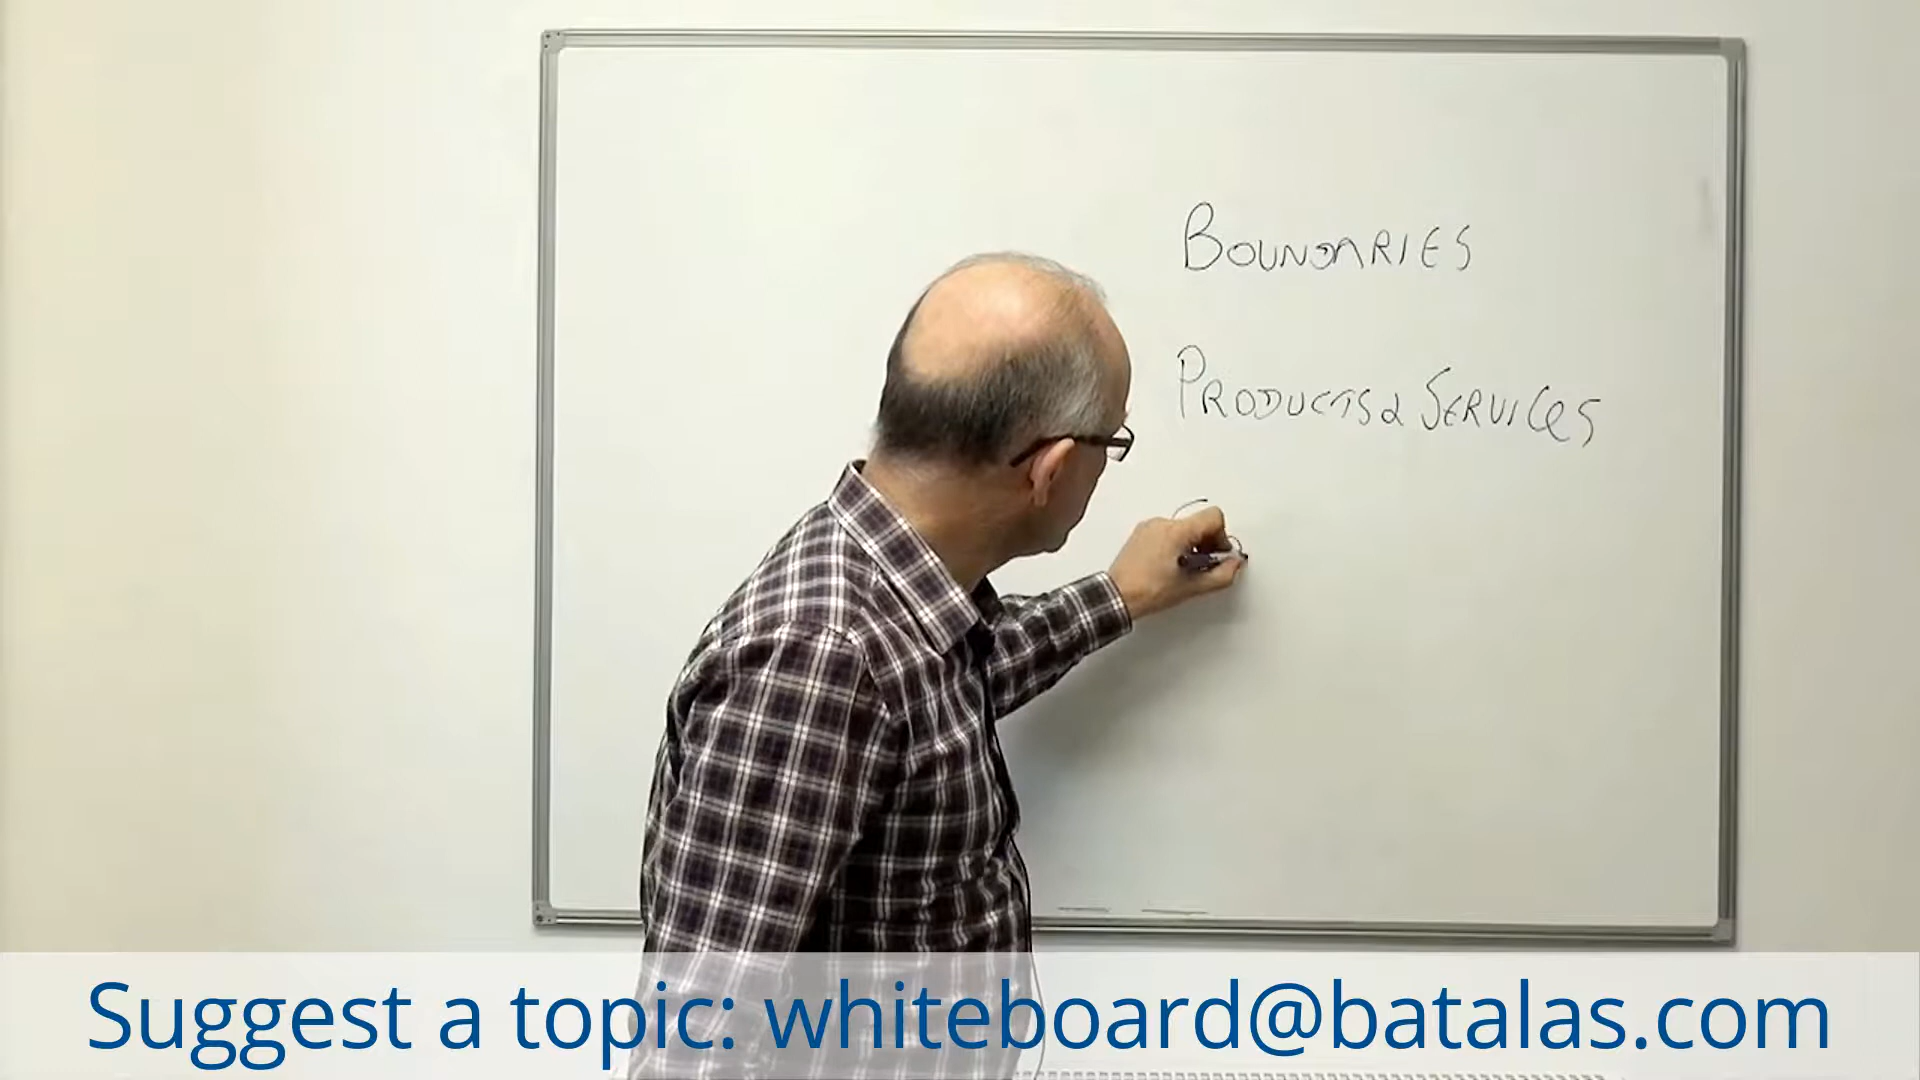 BOUNDARIES
PRODUCTS & SERVICES
Suggest a topic: whiteboard@batalas.com